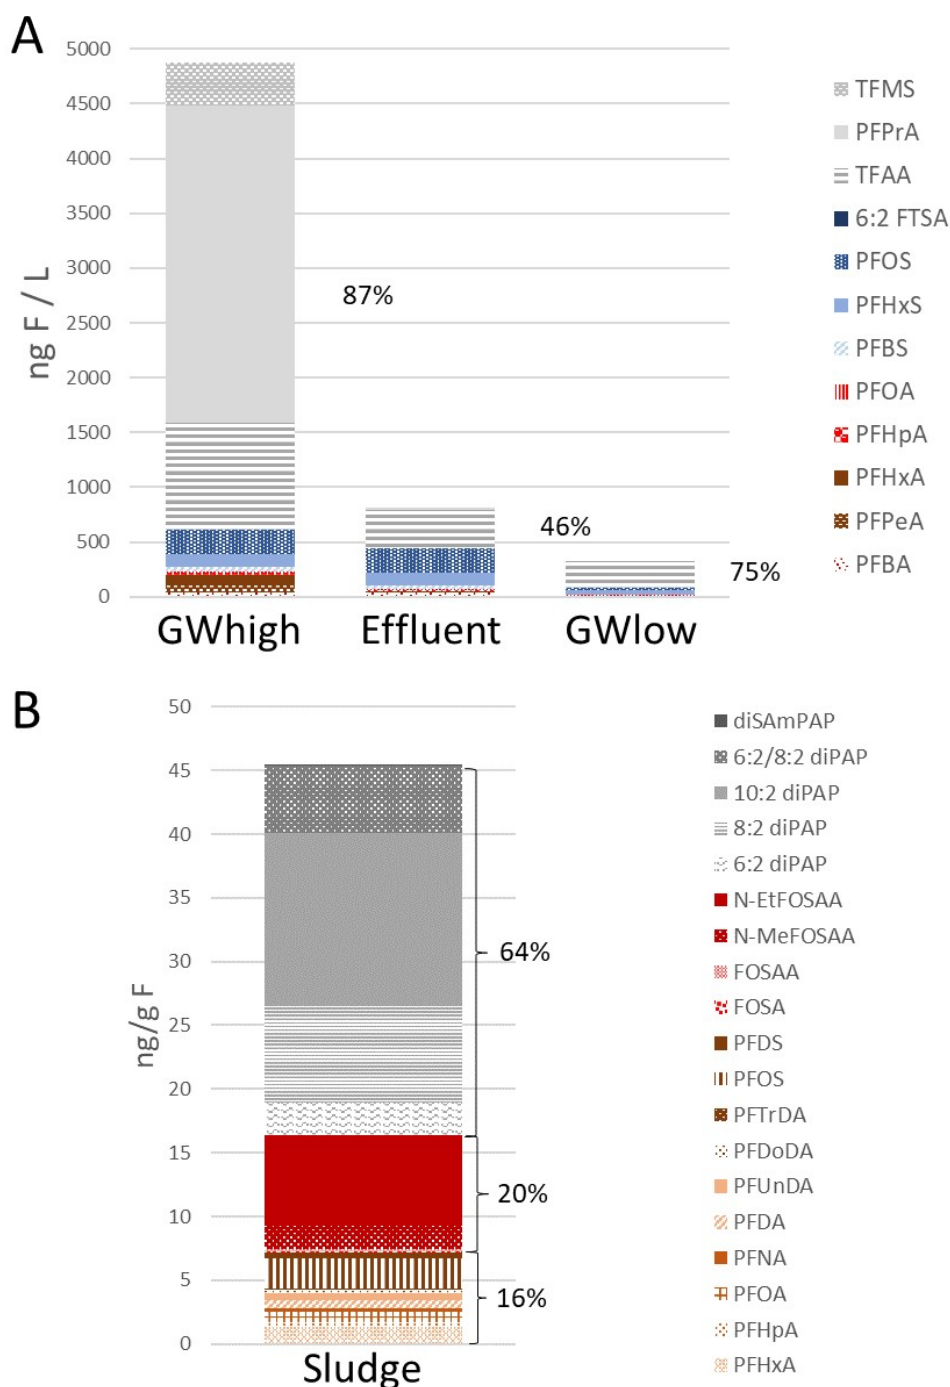 A
5000
4500
4000
3500
3000
2500
2000
1500
1000
500
0
ng F / L
87%
46%
75%
GWhigh
Effluent
GWlow
TFMS
PFPrA
TFAA
6:2 FTSA
PFOS
PFHxS
PFBS
PFOA
PFHpA
PFHxA
PFPeA
PFBA
B
50
45
40
35
30
25
20
15
10
5
0
ng/g F
64%
20%
16%
Sludge
diSAmPAP
6:2/8:2 diPAP
10:2 diPAP
8:2 diPAP
6:2 diPAP
N-EtFOSAA
N-MeFOSAA
FOSAA
FOSA
PFDS
PFOS
PFTrDA
PFDoDA
PFUnDA
PFDA
PFNA
PFOA
PFHpA
PFHxA